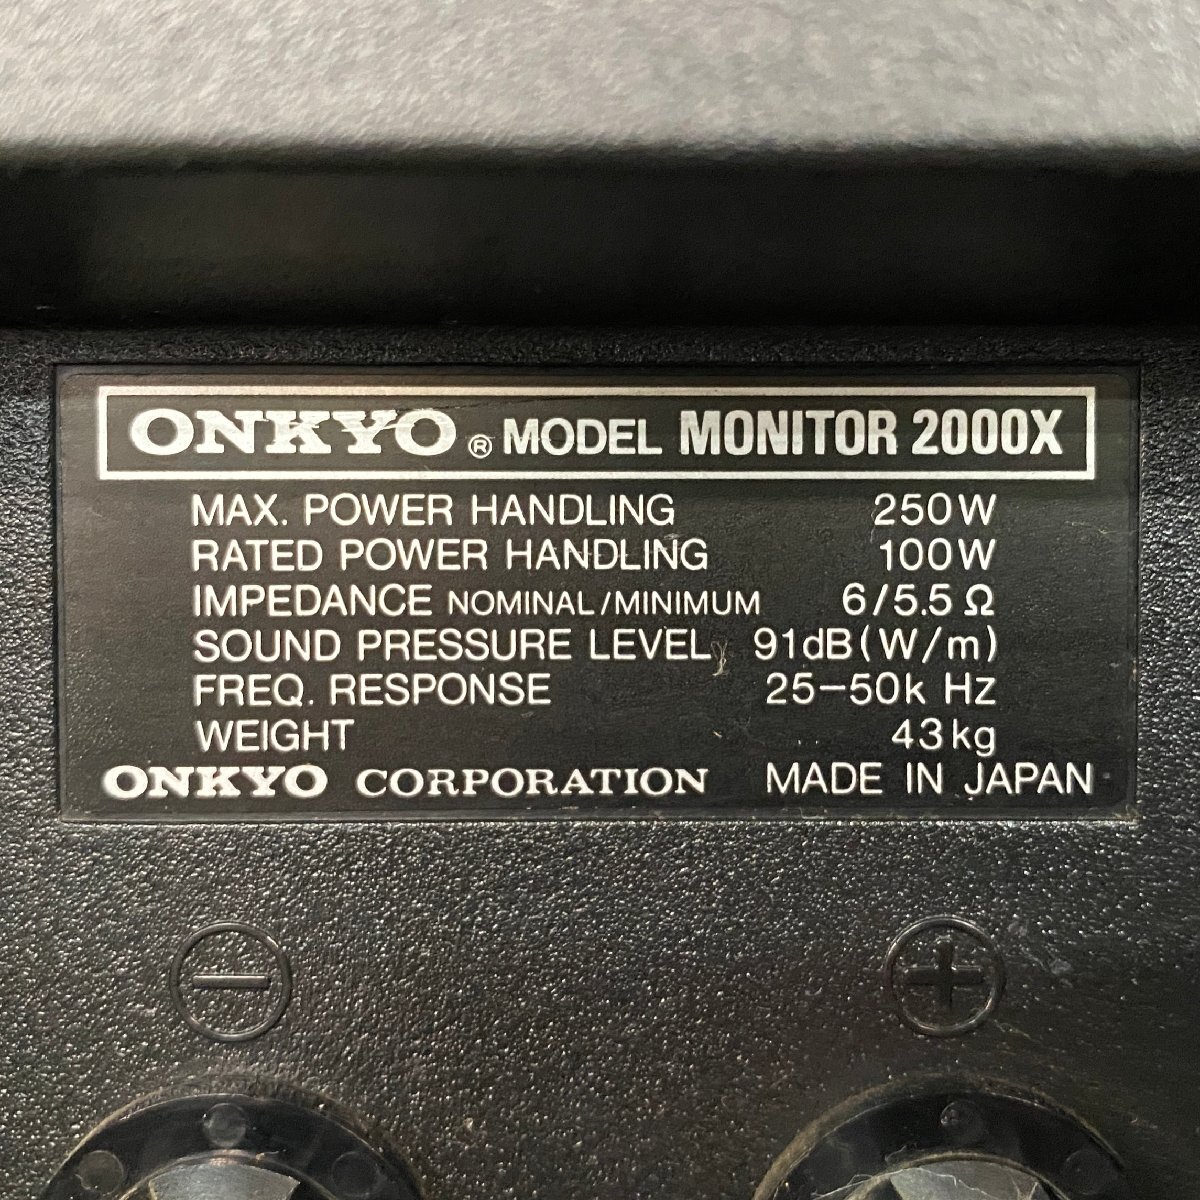 ONKYO® MODEL MONITOR 2000X
MAX. POWER HANDLING 250W
RATED POWER HANDLING 100W
IMPEDANCE NOMINAL/MINIMUM 6/5.5Ω
SOUND PRESSURE LEVEL 91dB(W/m)
FREQ. RESPONSE 25-50k Hz
WEIGHT 43kg
ONKYO CORPORATION MADE IN JAPAN
− +